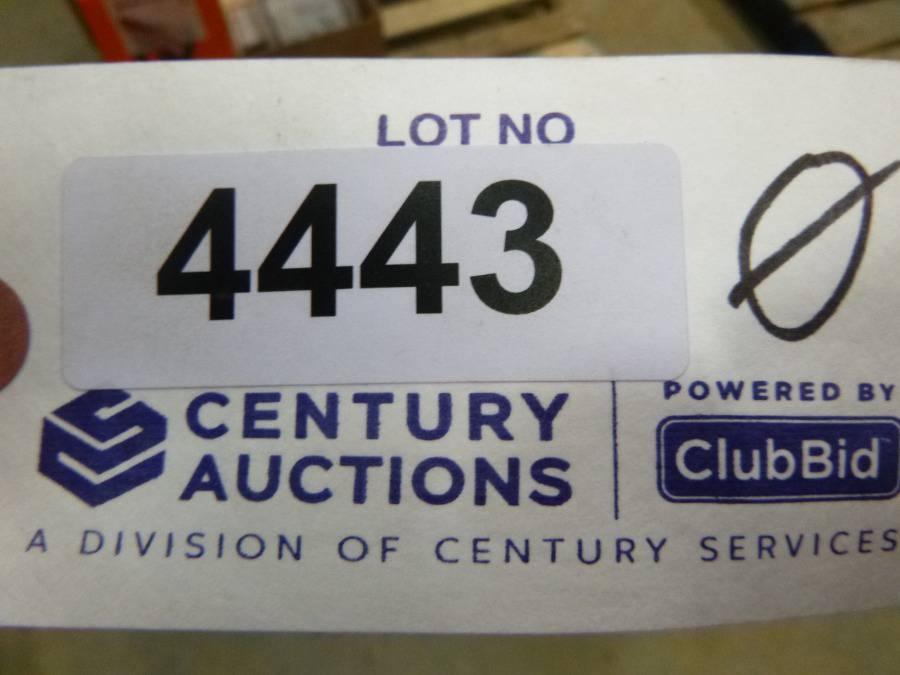 LOT NO
4443
Ø
CENTURY
AUCTIONS
POWERED BY
ClubBid
A DIVISION OF CENTURY SERVICES